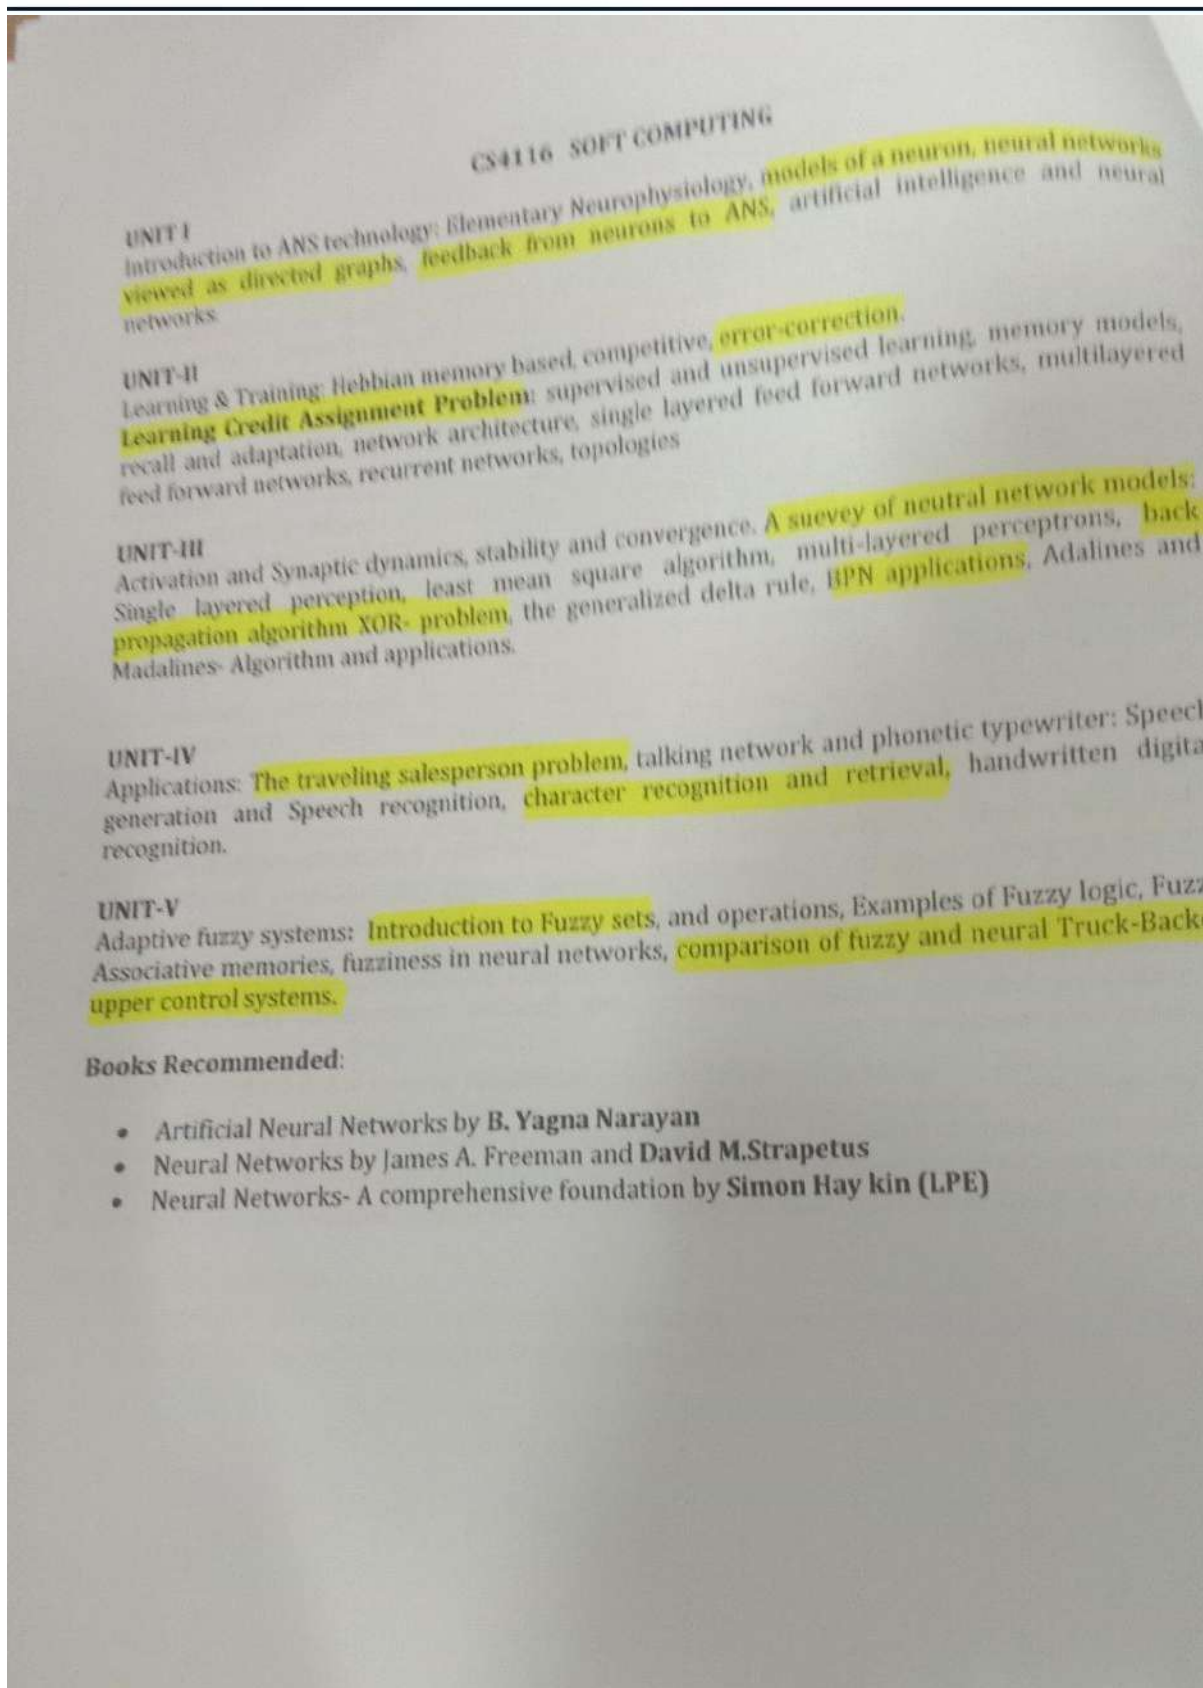 CS4116 SOFT COMPUTING
UNIT I
Introduction to ANS technology: Elementary Neurophysiology, models of a neuron, neural networks
viewed as directed graphs, feedback from neurons to ANS, artificial intelligence and neural
networks.
UNIT-II
Learning & Training: Hebbian memory based, competitive, error-correction.
Learning Credit Assignment Problem: supervised and unsupervised learning, memory models,
recall and adaptation, network architecture, single layered feed forward networks, multilayered
feed forward networks, recurrent networks, topologies
UNIT-III
Activation and Synaptic dynamics, stability and convergence. A suevey of neutral network models:
Single layered perception, least mean square algorithm, multi-layered perceptrons, back
propagation algorithm XOR- problem, the generalized delta rule, BPN applications, Adalines and
Madalines- Algorithm and applications.
UNIT-IV
Applications: The traveling salesperson problem, talking network and phonetic typewriter: Speech
generation and Speech recognition, character recognition and retrieval, handwritten digita
recognition.
UNIT-V
Adaptive fuzzy systems: Introduction to Fuzzy sets, and operations, Examples of Fuzzy logic, Fuzz
Associative memories, fuzziness in neural networks, comparison of fuzzy and neural Truck-Back-
upper control systems.
Books Recommended:
• Artificial Neural Networks by B. Yagna Narayan
• Neural Networks by James A. Freeman and David M.Strapetus
• Neural Networks- A comprehensive foundation by Simon Hay kin (LPE)